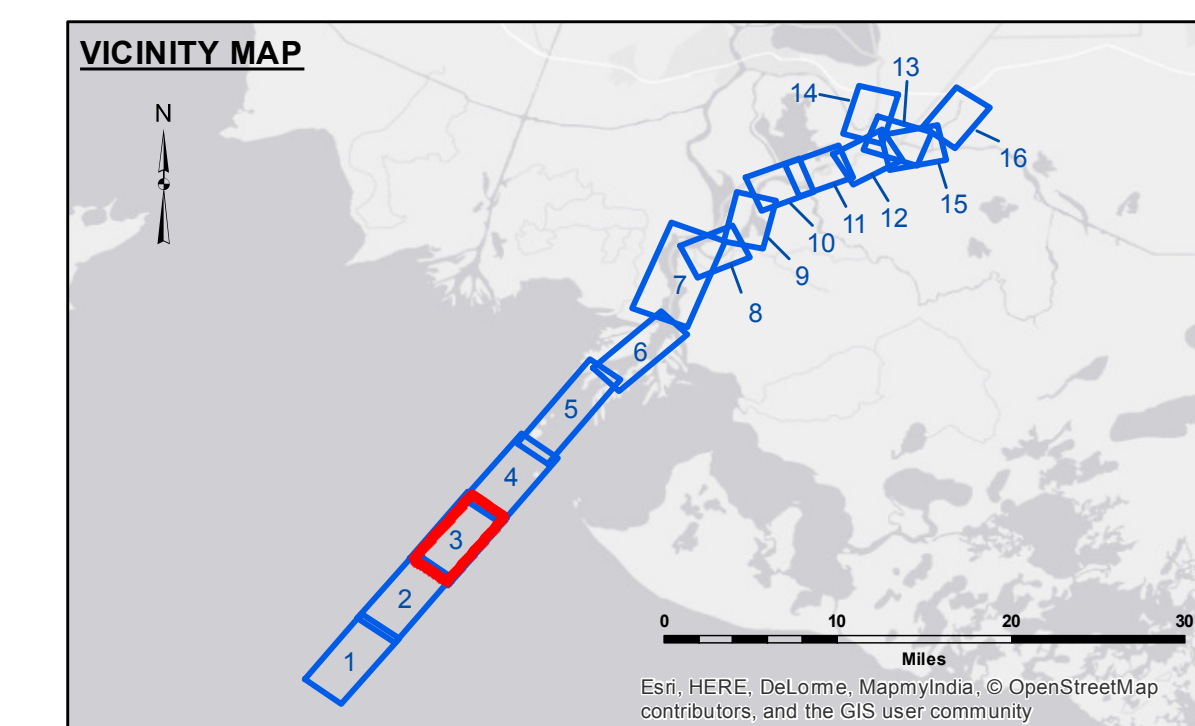 VICINITY MAP
N
13
14
16
15
12
11
10
9
8
7
6
5
4
3
2
1
0 10 20 30
Miles
Esri, HERE, DeLorme, MapmyIndia, © OpenStreetMap
contributors, and the GIS user community